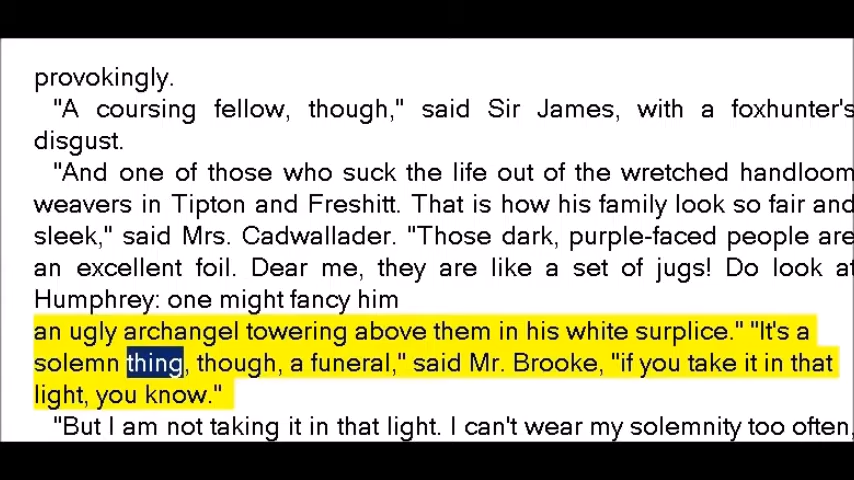 provokingly.
"A coursing fellow, though," said Sir James, with a foxhunter's
disgust.
"And one of those who suck the life out of the wretched handloom
weavers in Tipton and Freshitt. That is how his family look so fair and
sleek," said Mrs. Cadwallader. "Those dark, purple-faced people are
an excellent foil. Dear me, they are like a set of jugs! Do look at
Humphrey: one might fancy him
an ugly archangel towering above them in his white surplice." "It's a
solemn thing, though, a funeral," said Mr. Brooke, "if you take it in that
light, you know."
"But I am not taking it in that light. I can't wear my solemnity too often,